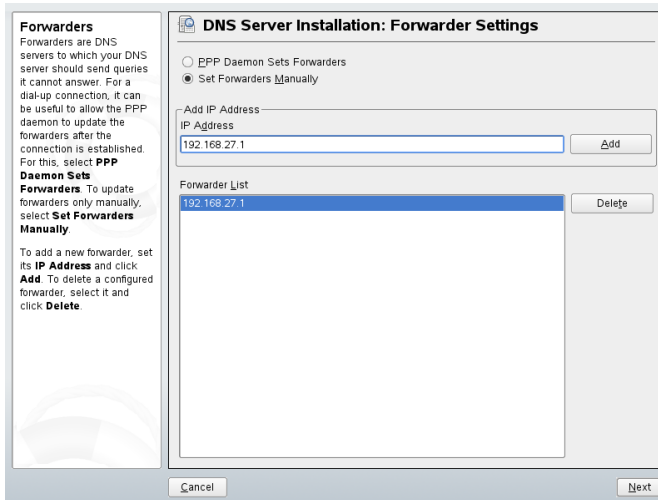 Forwarders
Forwarders are DNS
servers to which your DNS
server should send queries
it cannot answer. For a
dial-up connection, it can
be useful to allow the PPP
daemon to update the
forwarders after the
connection is established.
For this, select PPP
Daemon Sets
Forwarders. To update
forwarders only manually,
select Set Forwarders
Manually.
To add a new forwarder, set
its IP Address and click
Add. To delete a configured
forwarder, select it and
click Delete.
DNS Server Installation: Forwarder Settings
PPP Daemon Sets Forwarders
Set Forwarders Manually
Add IP Address
IP Address
192.168.27.1
Add
Forwarder List
192.168.27.1
Delete
Cancel
Next